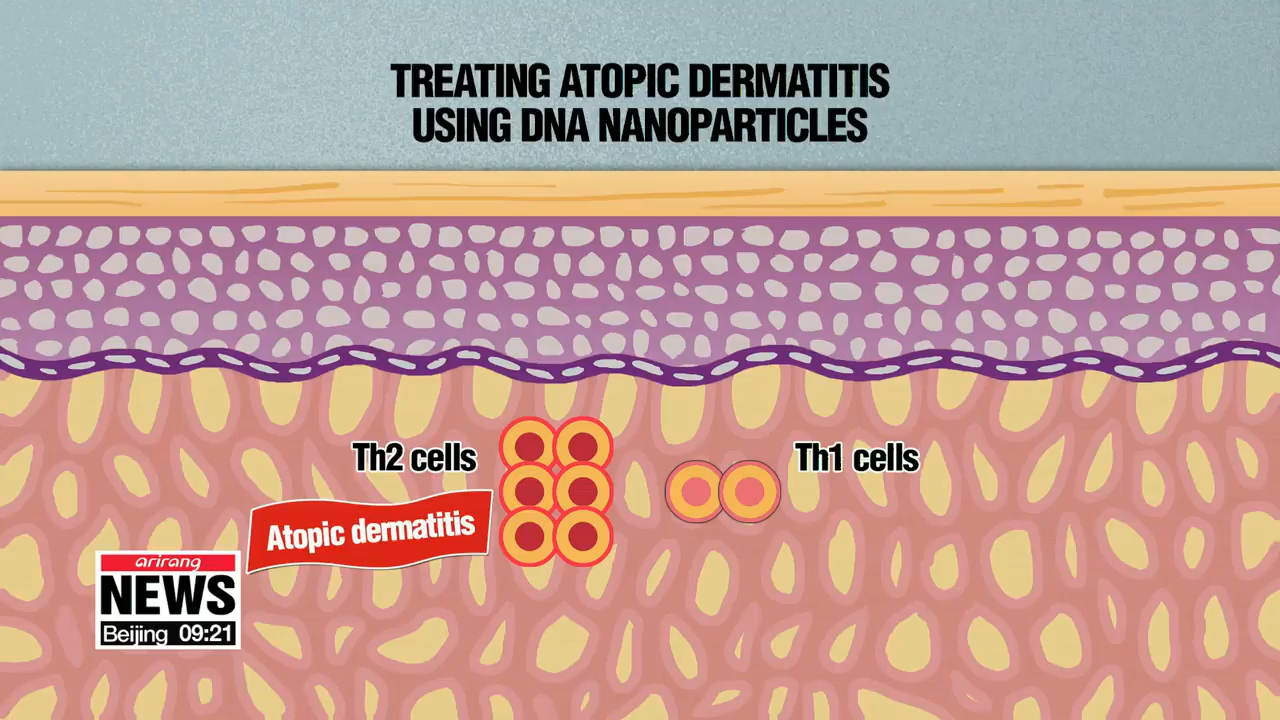 TREATING ATOPIC DERMATITIS
USING DNA NANOPARTICLES
Th2 cells
Th1 cells
Atopic dermatitis
arirang
NEWS
Beijing 09:21